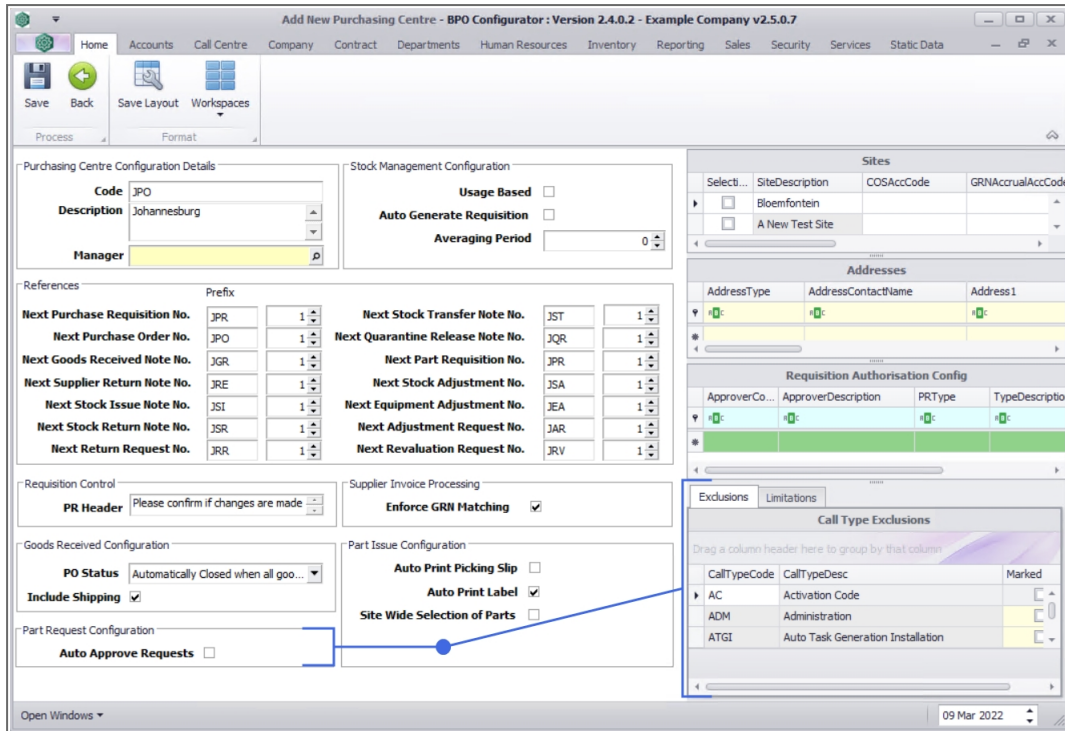 Add New Purchasing Centre - BPO Configurator : Version 2.4.0.2 - Example Company v2.5.0.7
Home Accounts Call Centre Company Contract Departments Human Resources Inventory Reporting Sales Security Services Static Data
Save Back Save Layout Workspaces
Process Format
Purchasing Centre Configuration Details
Code JPO
Description Johannesburg
Manager
Stock Management Configuration
Usage Based
Auto Generate Requisition
Averaging Period 0
References
Prefix
Next Purchase Requisition No. JPR 1 Next Stock Transfer Note No. JST 1
Next Purchase Order No. JPO 1 Next Quarantine Release Note No. JQR 1
Next Goods Received Note No. JGR 1 Next Part Requisition No. JPR 1
Next Supplier Return Note No. JRE 1 Next Stock Adjustment No. JSA 1
Next Stock Issue Note No. JSI 1 Next Equipment Adjustment No. JEA 1
Next Stock Return Note No. JSR 1 Next Adjustment Request No. JAR 1
Next Return Request No. JRR 1 Next Revaluation Request No. JRV 1
Requisition Control
PR Header Please confirm if changes are made
Supplier Invoice Processing
Enforce GRN Matching
Goods Received Configuration
PO Status Automatically Closed when all goo...
Include Shipping
Part Issue Configuration
Auto Print Picking Slip
Auto Print Label
Site Wide Selection of Parts
Part Request Configuration
Auto Approve Requests
Sites
Selecti... SiteDescription COSAccCode GRNAccrualAccCode
Bloemfontein
A New Test Site
Addresses
AddressType AddressContactName Address1
Requisition Authorisation Config
ApproverCo... ApproverDescription PRType TypeDescriptio
Exclusions Limitations
Call Type Exclusions
Drag a column header here to group by that column
CallTypeCode CallTypeDesc Marked
AC Activation Code
ADM Administration
ATGI Auto Task Generation Installation
Open Windows 09 Mar 2022